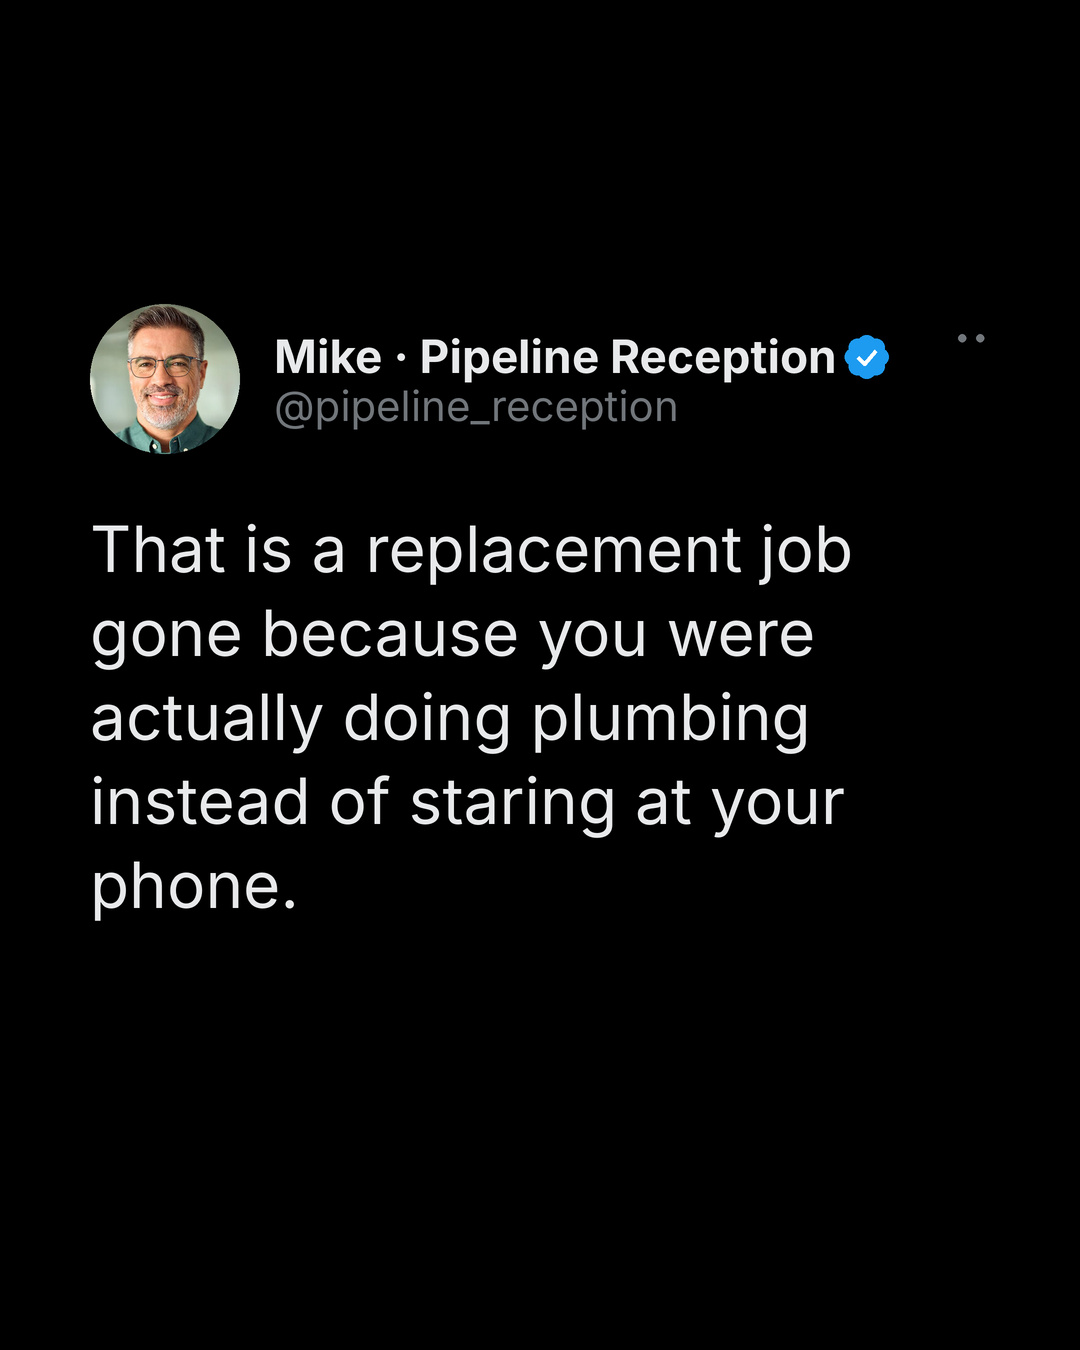 Mike · Pipeline Reception
@pipeline_reception
That is a replacement job
gone because you were
actually doing plumbing
instead of staring at your
phone.